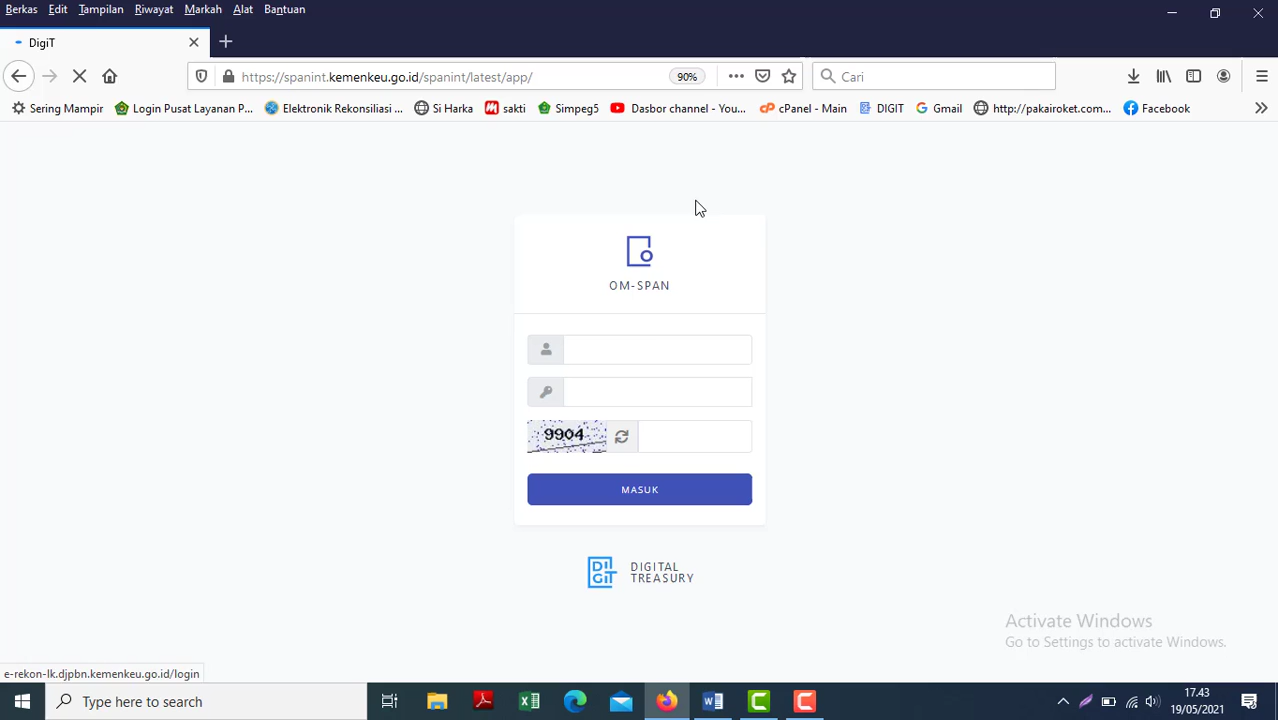 Berkas Edit Tampilan Riwayat Markah Alat Bantuan
DigiT
https://spanint.kemenkeu.go.id/spanint/latest/app/
90%
Cari
Sering Mampir
Login Pusat Layanan P...
Elektronik Rekonsiliasi ...
Si Harka
sakti
Simpeg5
Dasbor channel - You...
cPanel - Main
DIGIT
Gmail
http://pakairoket.com...
Facebook
OM-SPAN
9904
MASUK
DIGIT
DIGITAL
TREASURY
Activate Windows
Go to Settings to activate Windows.
e-rekon-lk.djpbn.kemenkeu.go.id/login
Type here to search
17.43
19/05/2021